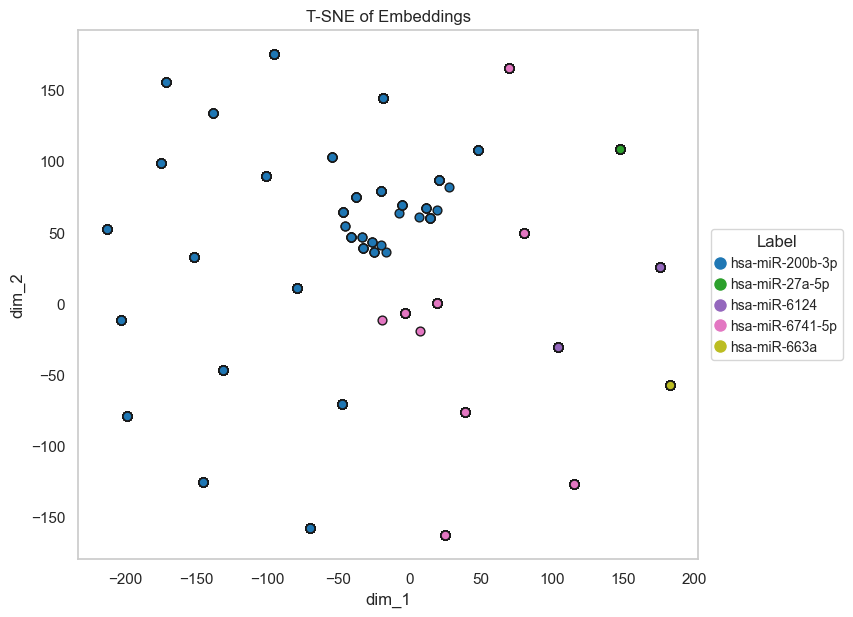 T-SNE of Embeddings
150
100
50
0
−50
−100
−150
dim_2
−200
−150
−100
−50
0
50
100
150
200
dim_1
Label
hsa-miR-200b-3p
hsa-miR-27a-5p
hsa-miR-6124
hsa-miR-6741-5p
hsa-miR-663a